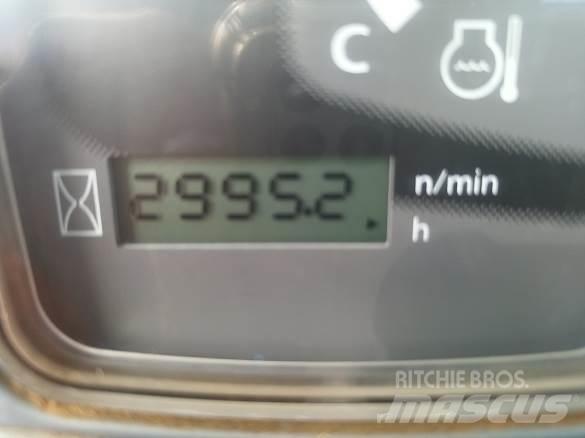 C
2995.2
n/min
h
RITCHIE BROS.
MASCUS